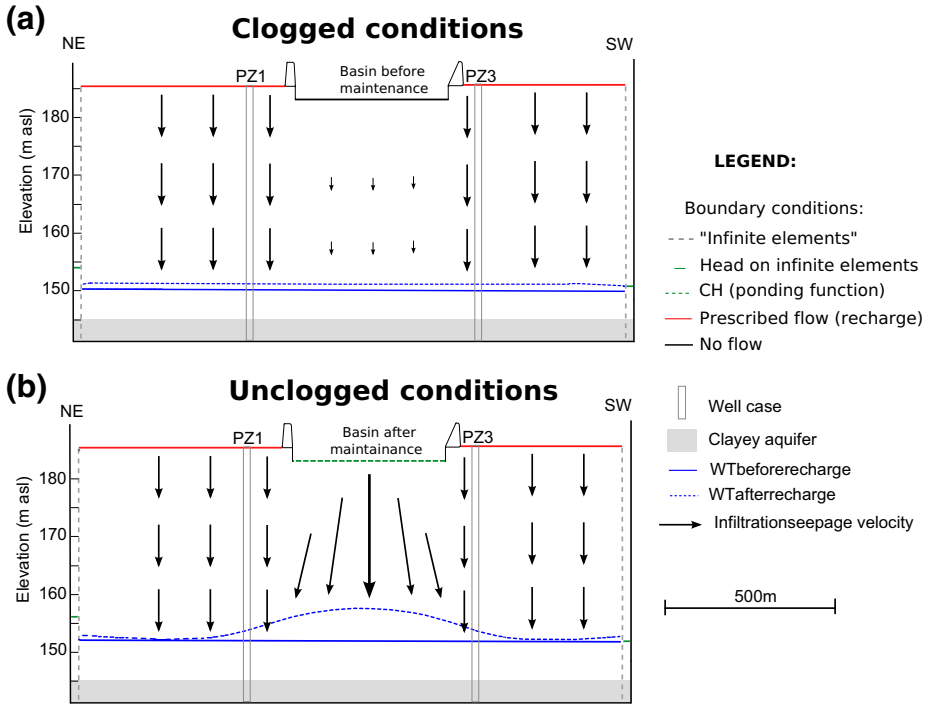 (a)
Clogged conditions
NE
SW
PZ1
Basin before
maintenance
PZ3
Elevation (m asl)
180
170
160
150
(b)
Unclogged conditions
NE
SW
PZ1
Basin after
maintainance
PZ3
Elevation (m asl)
180
170
160
150
LEGEND:
Boundary conditions:
"Infinite elements"
Head on infinite elements
CH (ponding function)
Prescribed flow (recharge)
No flow
Well case
Clayey aquifer
WTbeforerecharge
WTafterrecharge
Infiltrationseepage velocity
500m